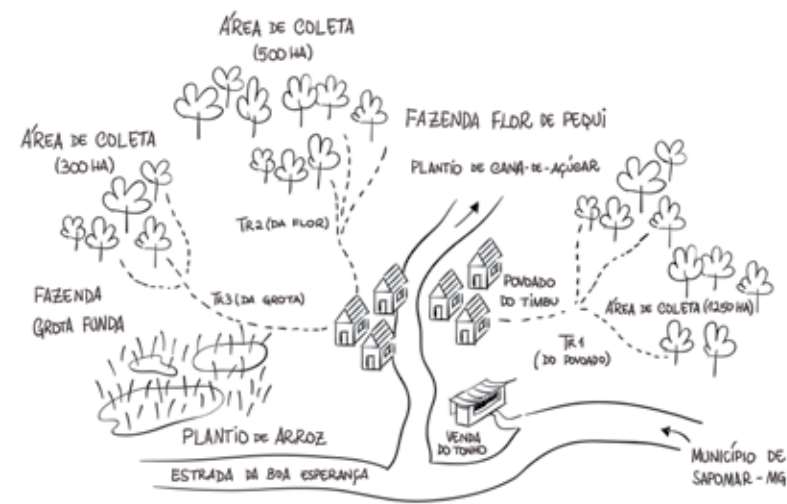 ÁREA DE COLETA
(500 HA)
FAZENDA FLOR DE PEQUI
ÁREA DE COLETA
(300 HA)
PLANTIO DE CANA-DE-AÇÚCAR
TR2 (DA FLOR)
POVOADO
DO TIMBU
FAZENDA
GROTA FUNDA
TR3 (DA GROTA)
ÁREA DE COLETA (1250 HA)
TR1
(DO POVOADO)
PLANTIO DE ARROZ
VENDA
DO TONHO
ESTRADA DA BOA ESPERANÇA
MUNICÍPIO DE
SAPOMAR - MG